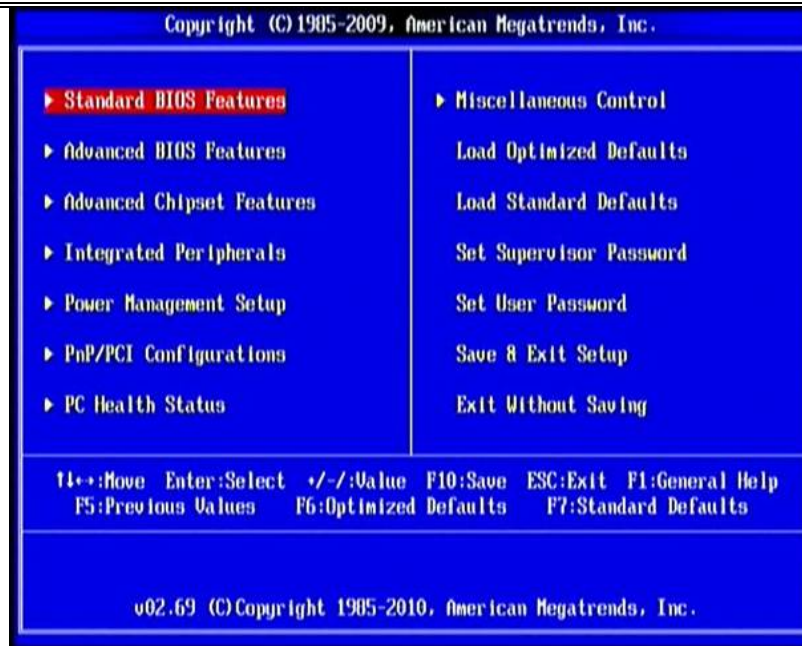 Copyright (C)1985-2009, American Megatrends, Inc.
Standard BIOS Features
Advanced BIOS Features
Advanced Chipset Features
Integrated Peripherals
Power Management Setup
PnP/PCI Configurations
PC Health Status
Miscellaneous Control
Load Optimized Defaults
Load Standard Defaults
Set Supervisor Password
Set User Password
Save & Exit Setup
Exit Without Saving
↑↓←→:Move Enter:Select +/-/:Value F10:Save ESC:Exit F1:General Help
F5:Previous Values F6:Optimized Defaults F7:Standard Defaults
v02.69 (C)Copyright 1985-2010, American Megatrends, Inc.